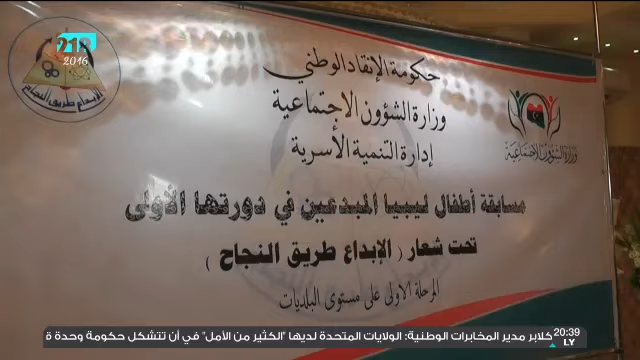 218
2016
الإبداع طريق النجاح
حكومة الإنقاذ الوطني
وزارة الشؤون الاجتماعية
إدارة التنمية الأسرية
وزارة الشؤون الاجتماعية
مسابقة أطفال ليبيا المبدعين في دورتها الأولى
تحت شعار ( الإبداع طريق النجاح )
المرحلة الاولى على مستوى البلديات
كلابر مدير المخابرات الوطنية: الولايات المتحدة لديها "الكثير من الأمل" في أن تتشكل حكومة وحدة ة
20:39
LY